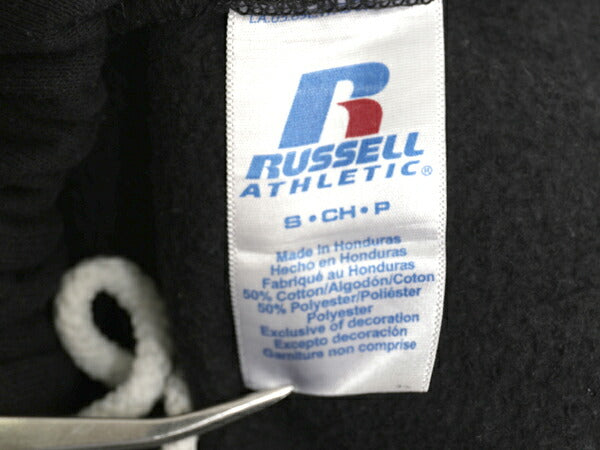 RUSSELL
ATHLETIC®
S • CH • P
Made in Honduras
Hecho en Honduras
Fabriqué au Honduras
50% Cotton/Algodón/Coton
50% Polyester/Poliéster
Polyester
Exclusive of decoration
Excepto decoración
Garniture non comprise